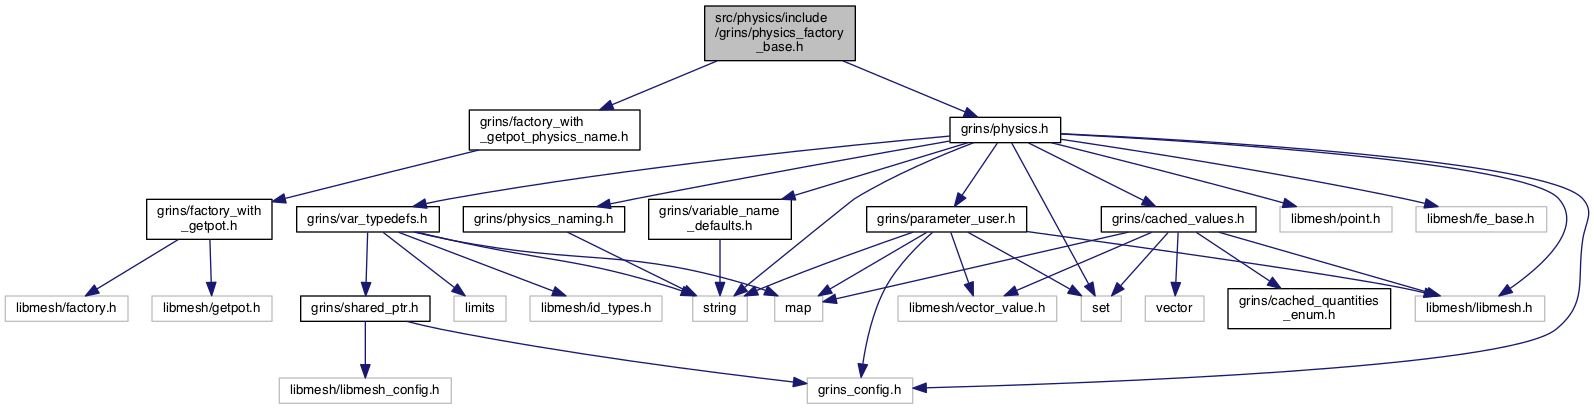 src/physics/include
/grins/physics_factory
_base.h
grins/factory_with
_getpot_physics_name.h
grins/physics.h
grins/factory_with
_getpot.h
grins/var_typedefs.h
grins/physics_naming.h
grins/variable_name
_defaults.h
grins/parameter_user.h
grins/cached_values.h
libmesh/point.h
libmesh/fe_base.h
libmesh/factory.h
libmesh/getpot.h
grins/shared_ptr.h
limits
libmesh/id_types.h
string
map
libmesh/vector_value.h
set
vector
grins/cached_quantities
_enum.h
libmesh/libmesh.h
libmesh/libmesh_config.h
grins_config.h